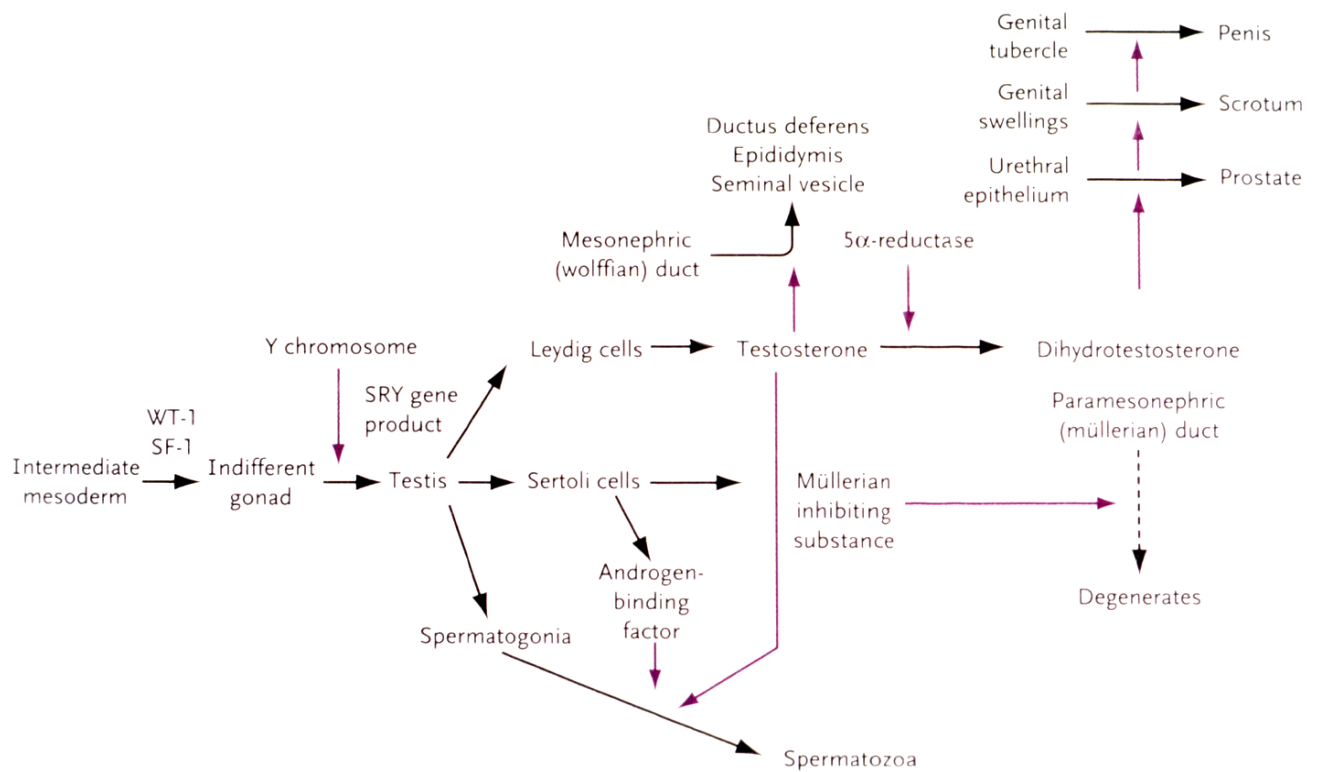 Genital
tubercle
Penis
Genital
swellings
Scrotum
Urethral
epithelium
Prostate
Ductus deferens
Epididymis
Seminal vesicle
Mesonephric
(wolffian) duct
5α-reductase
Y chromosome
Leydig cells
Testosterone
Dihydrotestosterone
SRY gene
product
WT-1
SF-1
Paramesonephric
(müllerian) duct
Intermediate
mesoderm
Indifferent
gonad
Testis
Sertoli cells
Müllerian
inhibiting
substance
Androgen-
binding
factor
Degenerates
Spermatogonia
Spermatozoa